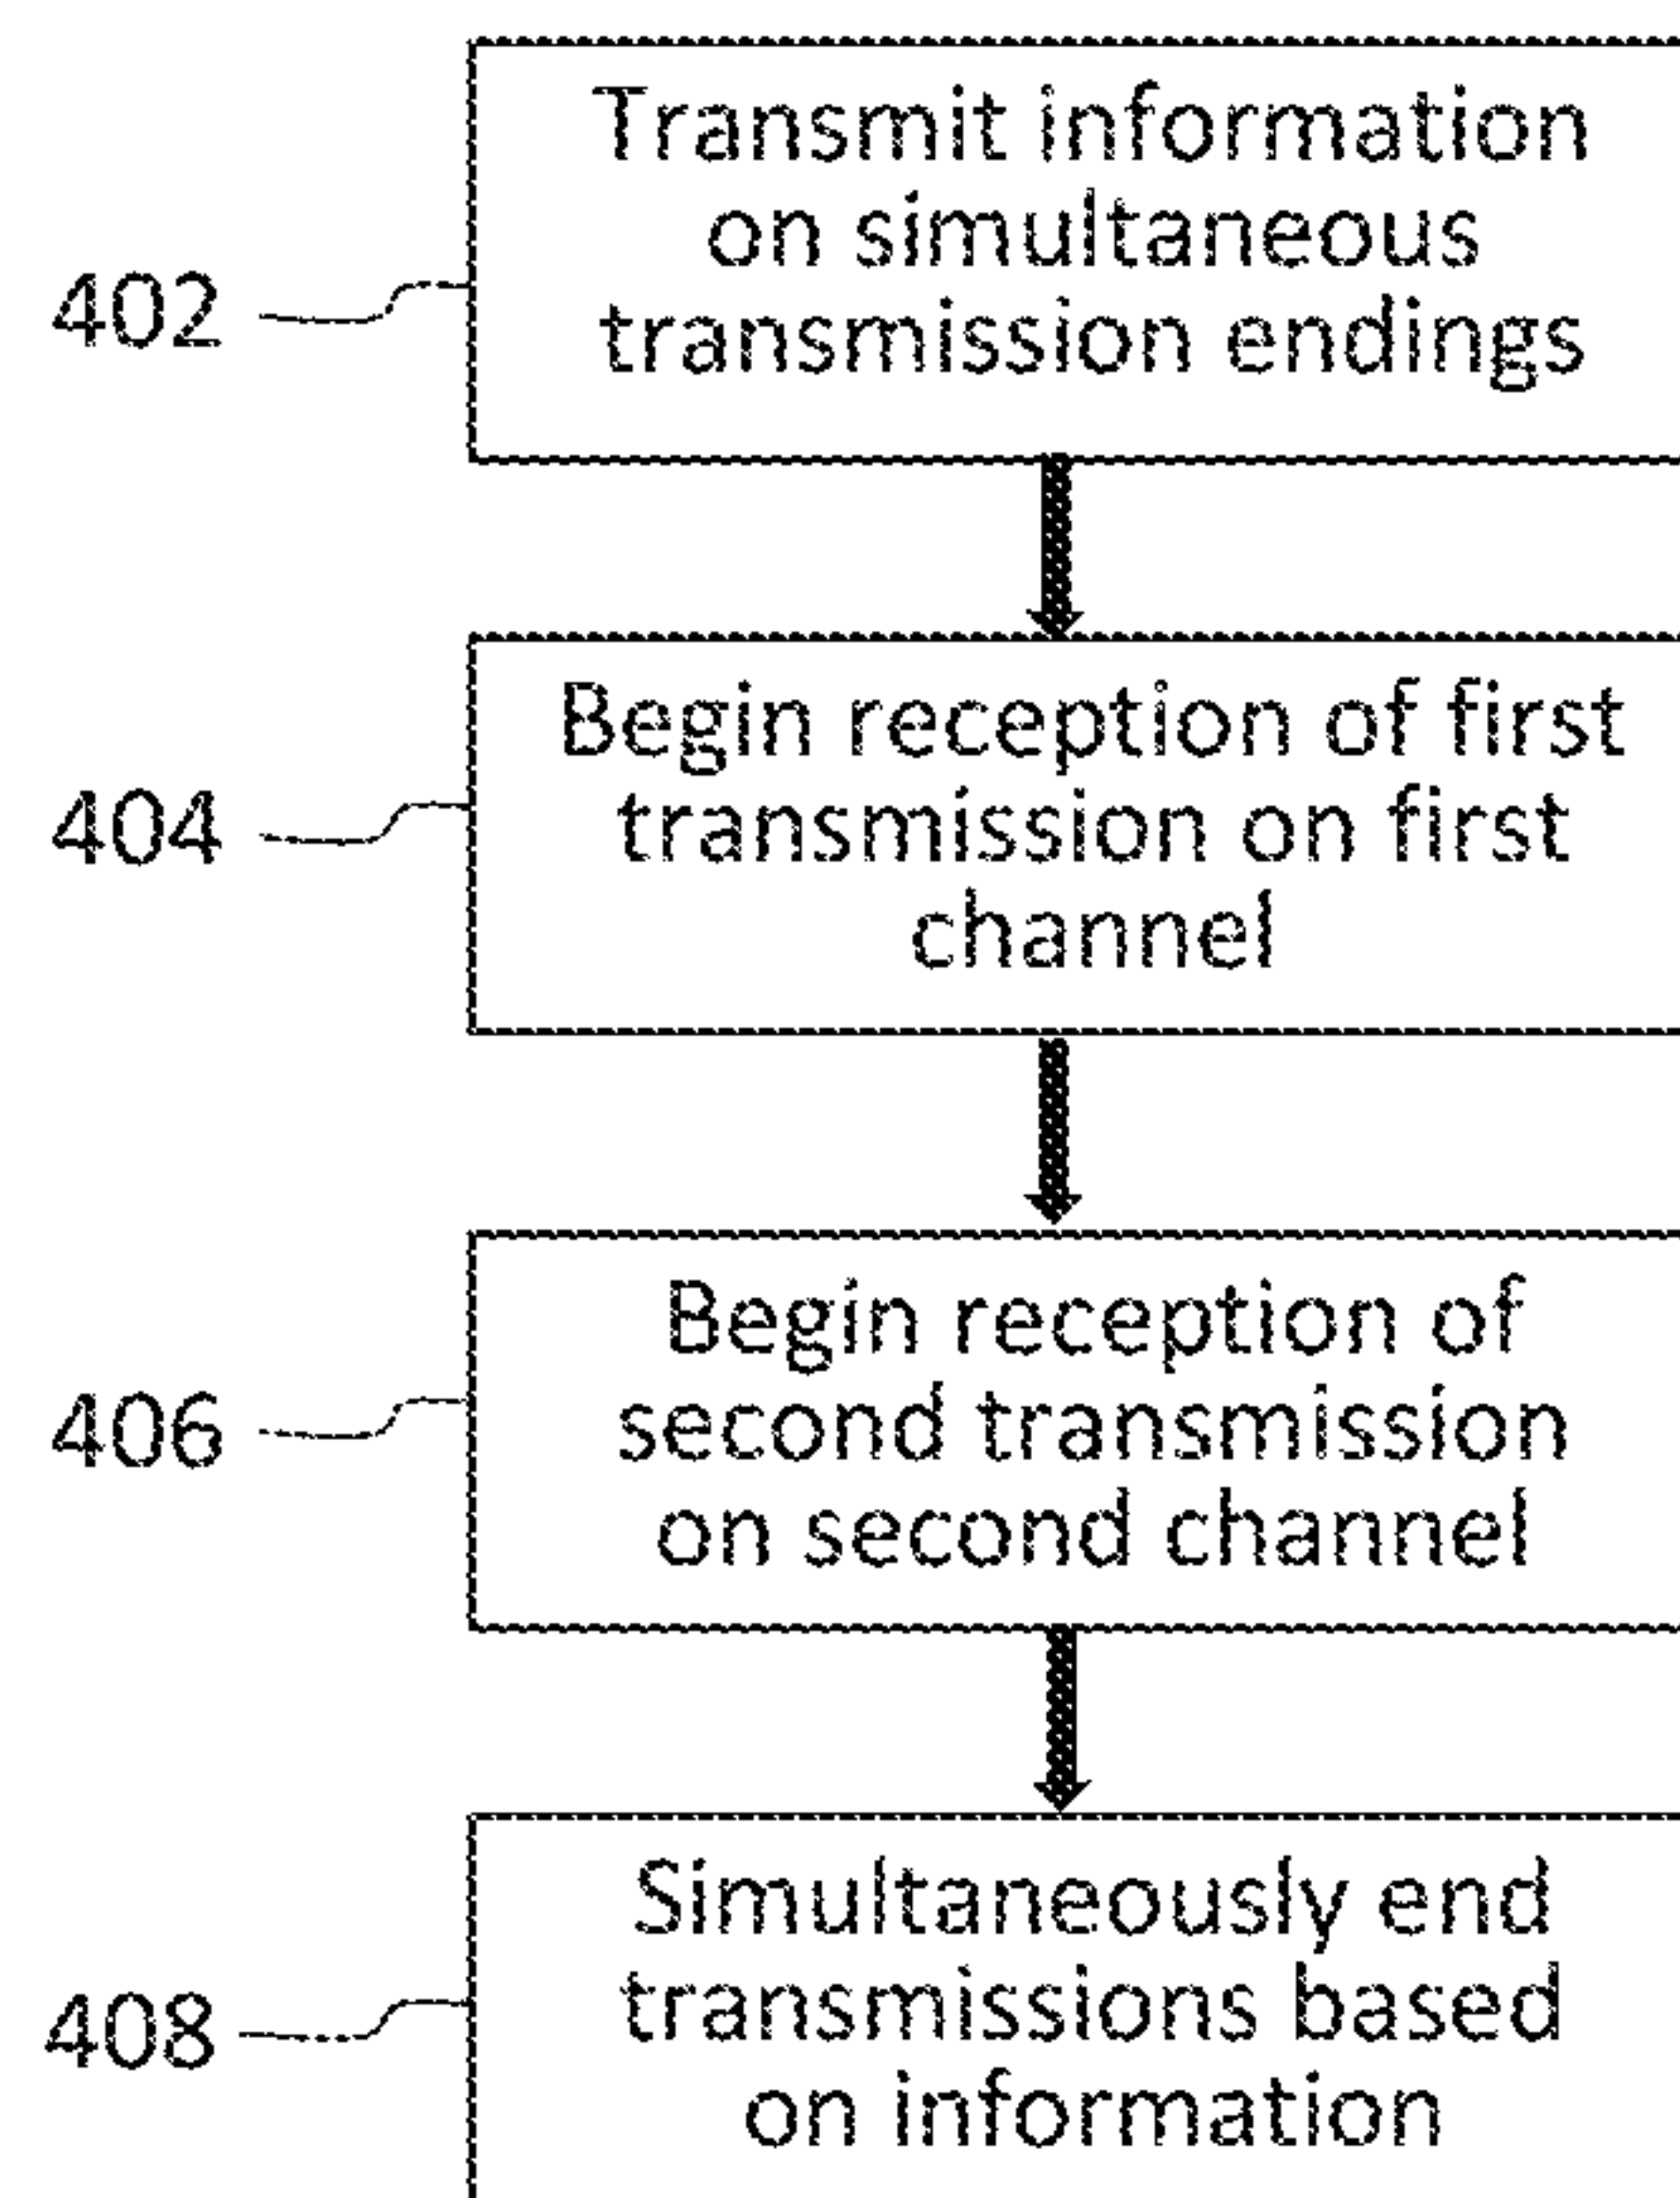 Transmit information
on simultaneous
transmission endings
402
Begin reception of first
transmission on first
channel
404
Begin reception of
second transmission
on second channel
406
Simultaneously end
transmissions based
on information
408